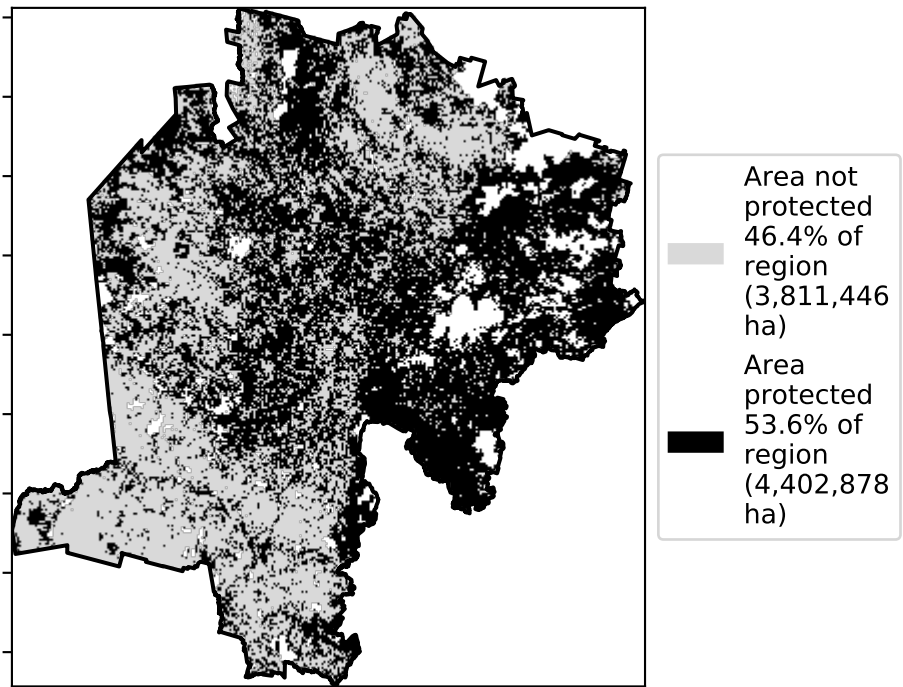 Area not
protected
46.4% of
region
(3,811,446
ha)
Area
protected
53.6% of
region
(4,402,878
ha)